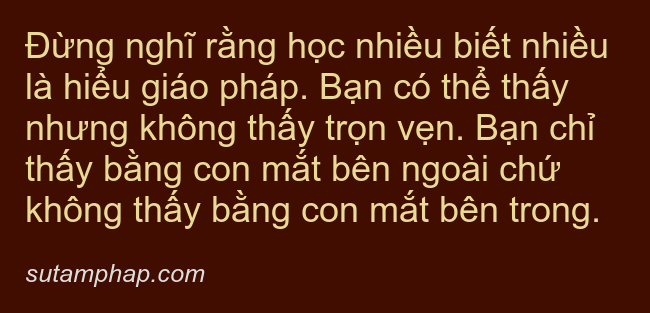 Đừng nghĩ rằng học nhiều biết nhiều
là hiểu giáo pháp. Bạn có thể thấy
nhưng không thấy trọn vẹn. Bạn chỉ
thấy bằng con mắt bên ngoài chứ
không thấy bằng con mắt bên trong.
sutamphap.com